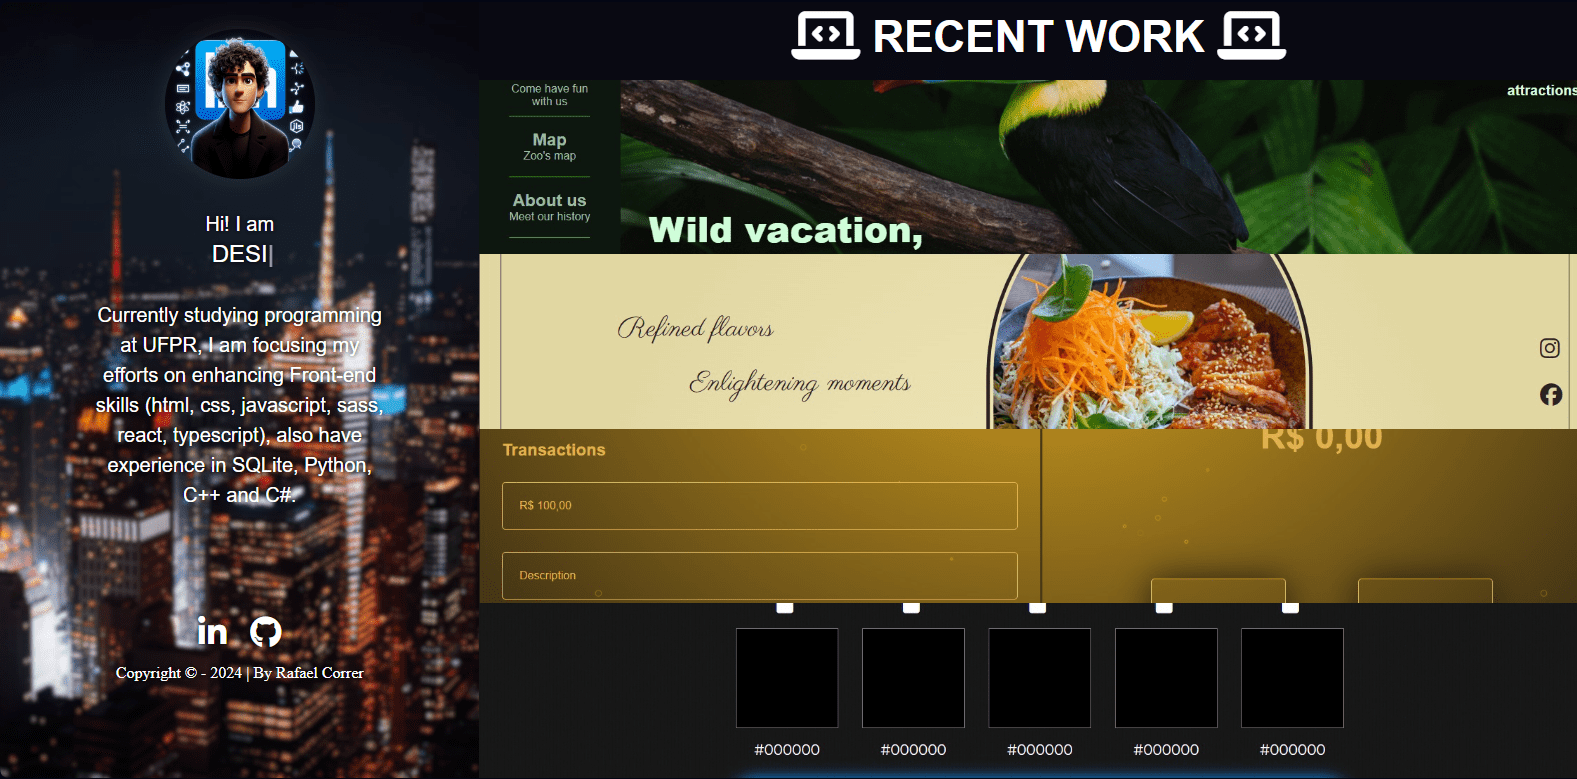 Hi! I am
DESI|
Currently studying programming
at UFPR, I am focusing my
efforts on enhancing Front-end
skills (html, css, javascript, sass,
react, typescript), also have
experience in SQLite, Python,
C++ and C#.
in
Copyright © - 2024 | By Rafael Correr
RECENT WORK
Come have fun
with us
Map
Zoo's map
About us
Meet our history
attractions
Wild vacation,
Refined flavors
Enlightening moments
Transactions
R$ 100,00
Description
R$ 0,00
#000000
#000000
#000000
#000000
#000000